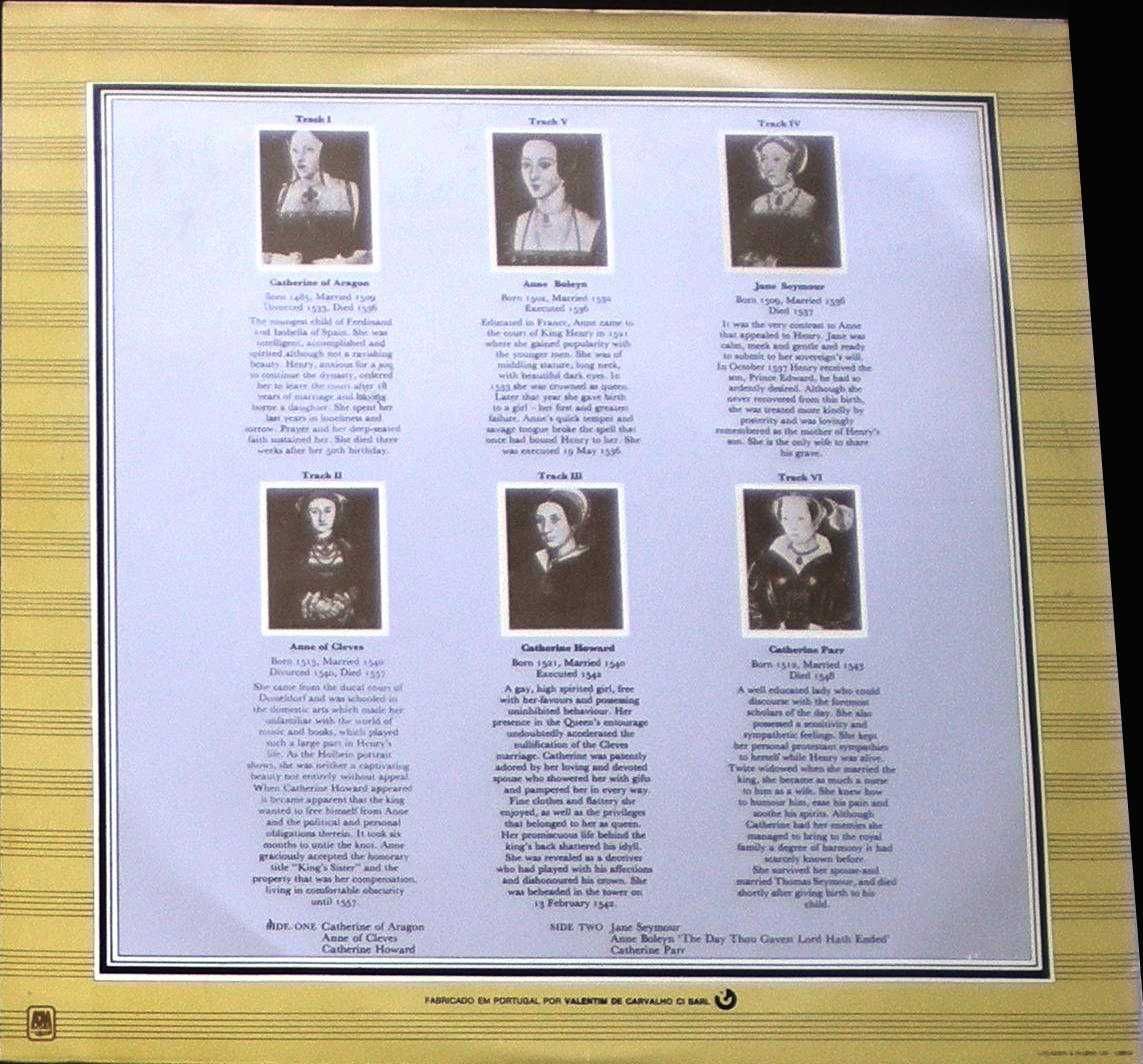 Track I
Catherine of Aragon
Born 1485, Married 1509
Divorced 1533, Died 1536
The youngest child of Ferdinand
and Isobella of Spain. She was
intelligent, accomplished and
spirited although not a ravishing
beauty. Henry, anxious for a son
to continue the dynasty, ordered
her to leave the court after 18
years of marriage and having
borne a daughter. She spent her
last years in loneliness and
sorrow. Prayer and her deep-seated
faith sustained her. She died three
weeks after her 50th birthday.
Track V
Anne Boleyn
Born 1502, Married 1532
Executed 1536
Educated in France, Anne came to
the court of King Henry in 1521
where she gained popularity with
the younger men. She was of
middling stature, long neck,
with beautiful dark eyes. In
1533 she was crowned as queen.
Later that year she gave birth
to a girl – her first and greatest
failure. Anne's quick temper and
savage tongue broke the spell that
once had bound Henry to her. She
was executed 19 May 1536.
Track IV
Jane Seymour
Born 1509, Married 1536
Died 1537
It was the very contrast to Anne
that appealed to Henry. Jane was
calm, meek and gentle and ready
to submit to her sovereign's will.
In October 1537 Henry received the
son, Prince Edward, he had so
ardently desired. Although she
never recovered from this birth,
she was treated more kindly by
posterity and was lovingly
remembered as the mother of Henry's
son. She is the only wife to share
his grave.
Track II
Anne of Cleves
Born 1515, Married 1540
Divorced 1540, Died 1557
She came from the ducal court of
Dusseldorf and was schooled in
the domestic arts which made her
unfamiliar with the world of
music and books, which played
such a large part in Henry's
life. As the Holbein portrait
shows, she was neither a captivating
beauty nor entirely without appeal.
When Catherine Howard appeared
it became apparent that the king
wanted to free himself from Anne
and the political and personal
obligations therein. It took six
months to untie the knot. Anne
graciously accepted the honorary
title "King's Sister" and the
property that was her compensation,
living in comfortable obscurity
until 1557.
Track III
Catherine Howard
Born 1521, Married 1540
Executed 1542
A gay, high spirited girl, free
with her favours and possessing
uninhibited behaviour. Her
presence in the Queen's entourage
undoubtedly accelerated the
nullification of the Cleves
marriage. Catherine was patently
adored by her loving and devoted
spouse who showered her with gifts
and pampered her in every way.
Fine clothes and flattery she
enjoyed, as well as the privileges
that belonged to her as queen.
Her promiscuous life behind the
king's back shattered his idyll.
She was revealed as a deceiver
who had played with his affections
and dishonoured his crown. She
was beheaded in the tower on
13 February 1542.
Track VI
Catherine Parr
Born 1512, Married 1543
Died 1548
A well educated lady who could
discourse with the foremost
scholars of the day. She also
possessed a sensitivity and
sympathetic feelings. She kept
her personal protestant sympathies
to herself while Henry was alive.
Twice widowed when she married the
king, she became as much a nurse
to him as a wife. She knew how
to humour him, ease his pain and
soothe his spirits. Although
Catherine had her enemies she
managed to bring to the royal
family a degree of harmony it had
scarcely known before.
She survived her spouse and
married Thomas Seymour, and died
shortly after giving birth to his
child.
SIDE ONE Catherine of Aragon
Anne of Cleves
Catherine Howard
SIDE TWO Jane Seymour
Anne Boleyn 'The Day Thou Gavest Lord Hath Ended'
Catherine Parr
FABRICADO EM PORTUGAL POR VALENTIM DE CARVALHO CI SARL
A&M